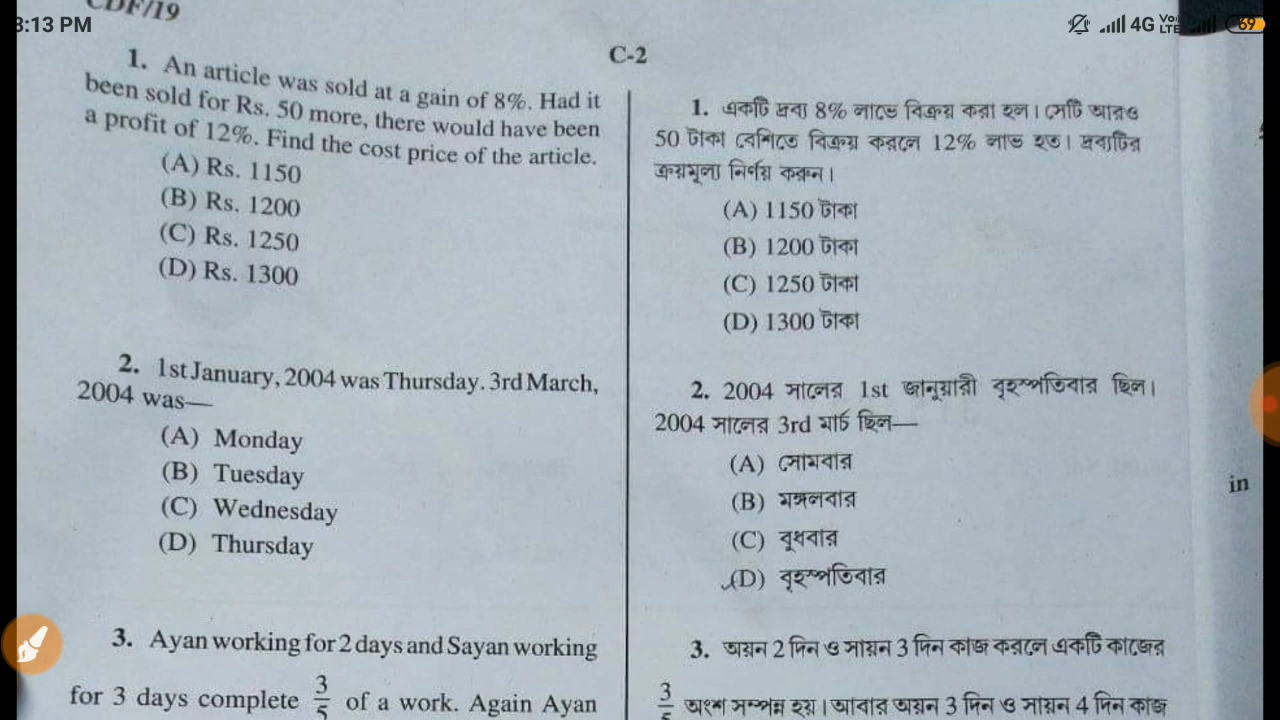 CDF/19
3:13 PM
4G
69
C-2
1. An article was sold at a gain of 8%. Had it
been sold for Rs. 50 more, there would have been
a profit of 12%. Find the cost price of the article.
(A) Rs. 1150
(B) Rs. 1200
(C) Rs. 1250
(D) Rs. 1300
2. 1st January, 2004 was Thursday. 3rd March,
2004 was—
(A) Monday
(B) Tuesday
(C) Wednesday
(D) Thursday
3. Ayan working for 2 days and Sayan working
for 3 days complete 3/5 of a work. Again Ayan
1. একটি দ্রব্য 8% লাভে বিক্রয় করা হল। সেটি আরও
50 টাকা বেশিতে বিক্রয় করলে 12% লাভ হত। দ্রব্যটির
ক্রয়মূল্য নির্ণয় করুন।
(A) 1150 টাকা
(B) 1200 টাকা
(C) 1250 টাকা
(D) 1300 টাকা
2. 2004 সালের 1st জানুয়ারী বৃহস্পতিবার ছিল।
2004 সালের 3rd মার্চ ছিল—
(A) সোমবার
(B) মঙ্গলবার
(C) বুধবার
(D) বৃহস্পতিবার
3. অয়ন 2 দিন ও সায়ন 3 দিন কাজ করলে একটি কাজের
3/5 অংশ সম্পন্ন হয়। আবার অয়ন 3 দিন ও সায়ন 4 দিন কাজ
in